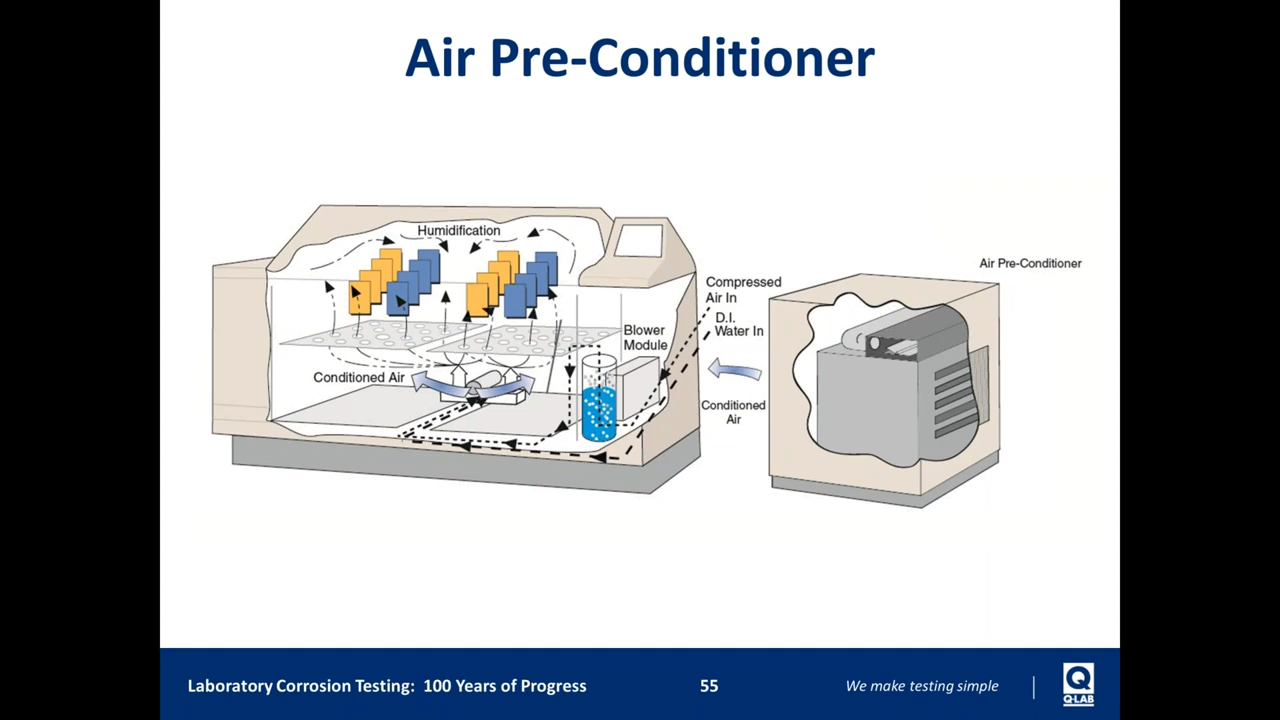 Air Pre-Conditioner
Humidification
Air Pre-Conditioner
Compressed
Air In
D.I.
Water In
Blower
Module
Conditioned Air
Conditioned
Air
Laboratory Corrosion Testing: 100 Years of Progress
55
We make testing simple
Q
Q-LAB